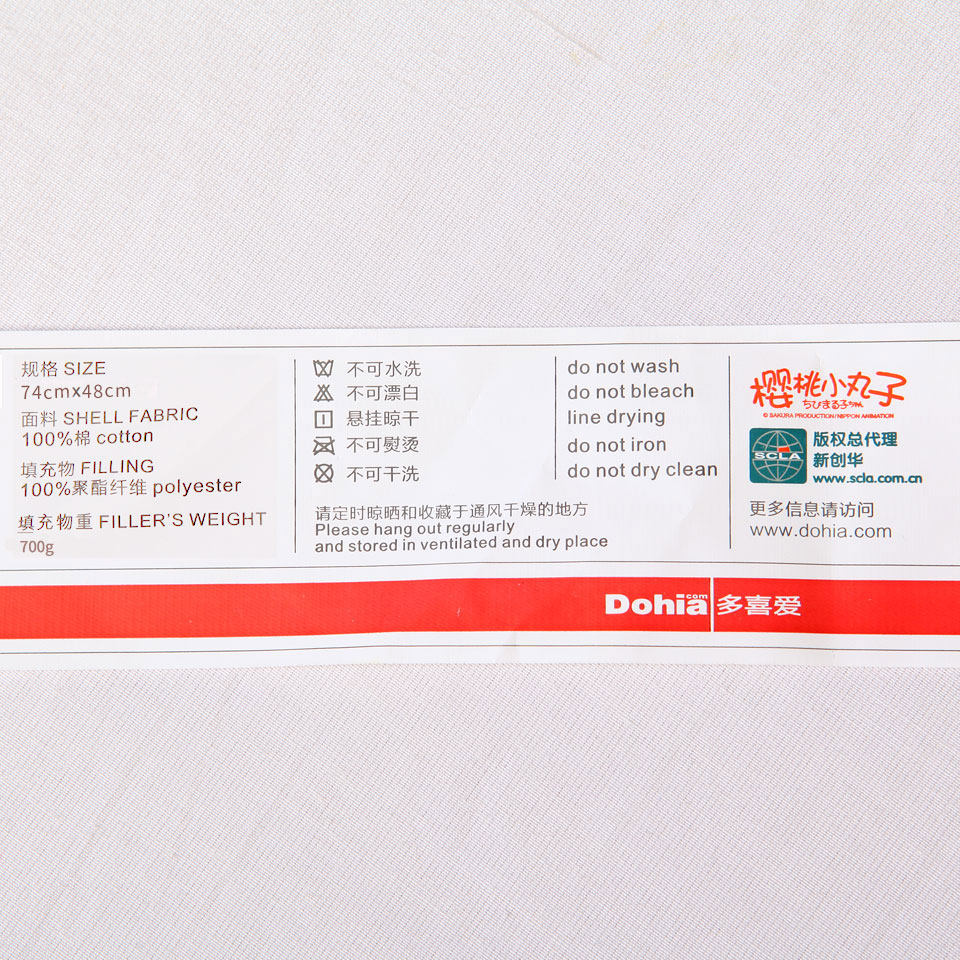 规格 SIZE
74cm×48cm
面料 SHELL FABRIC
100%棉 cotton
填充物 FILLING
100%聚酯纤维 polyester
填充物重 FILLER'S WEIGHT
700g
不可水洗 do not wash
不可漂白 do not bleach
悬挂晾干 line drying
不可熨烫 do not iron
不可干洗 do not dry clean
请定时晾晒和收藏于通风干燥的地方
Please hang out regularly
and stored in ventilated and dry place
樱桃小丸子
ちびまる子ちゃん
© SAKURA PRODUCTION/NIPPON ANIMATION
SCLA
版权总代理
新创华
www.scla.com.cn
更多信息请访问
www.dohia.com
Dohia.com 多喜爱